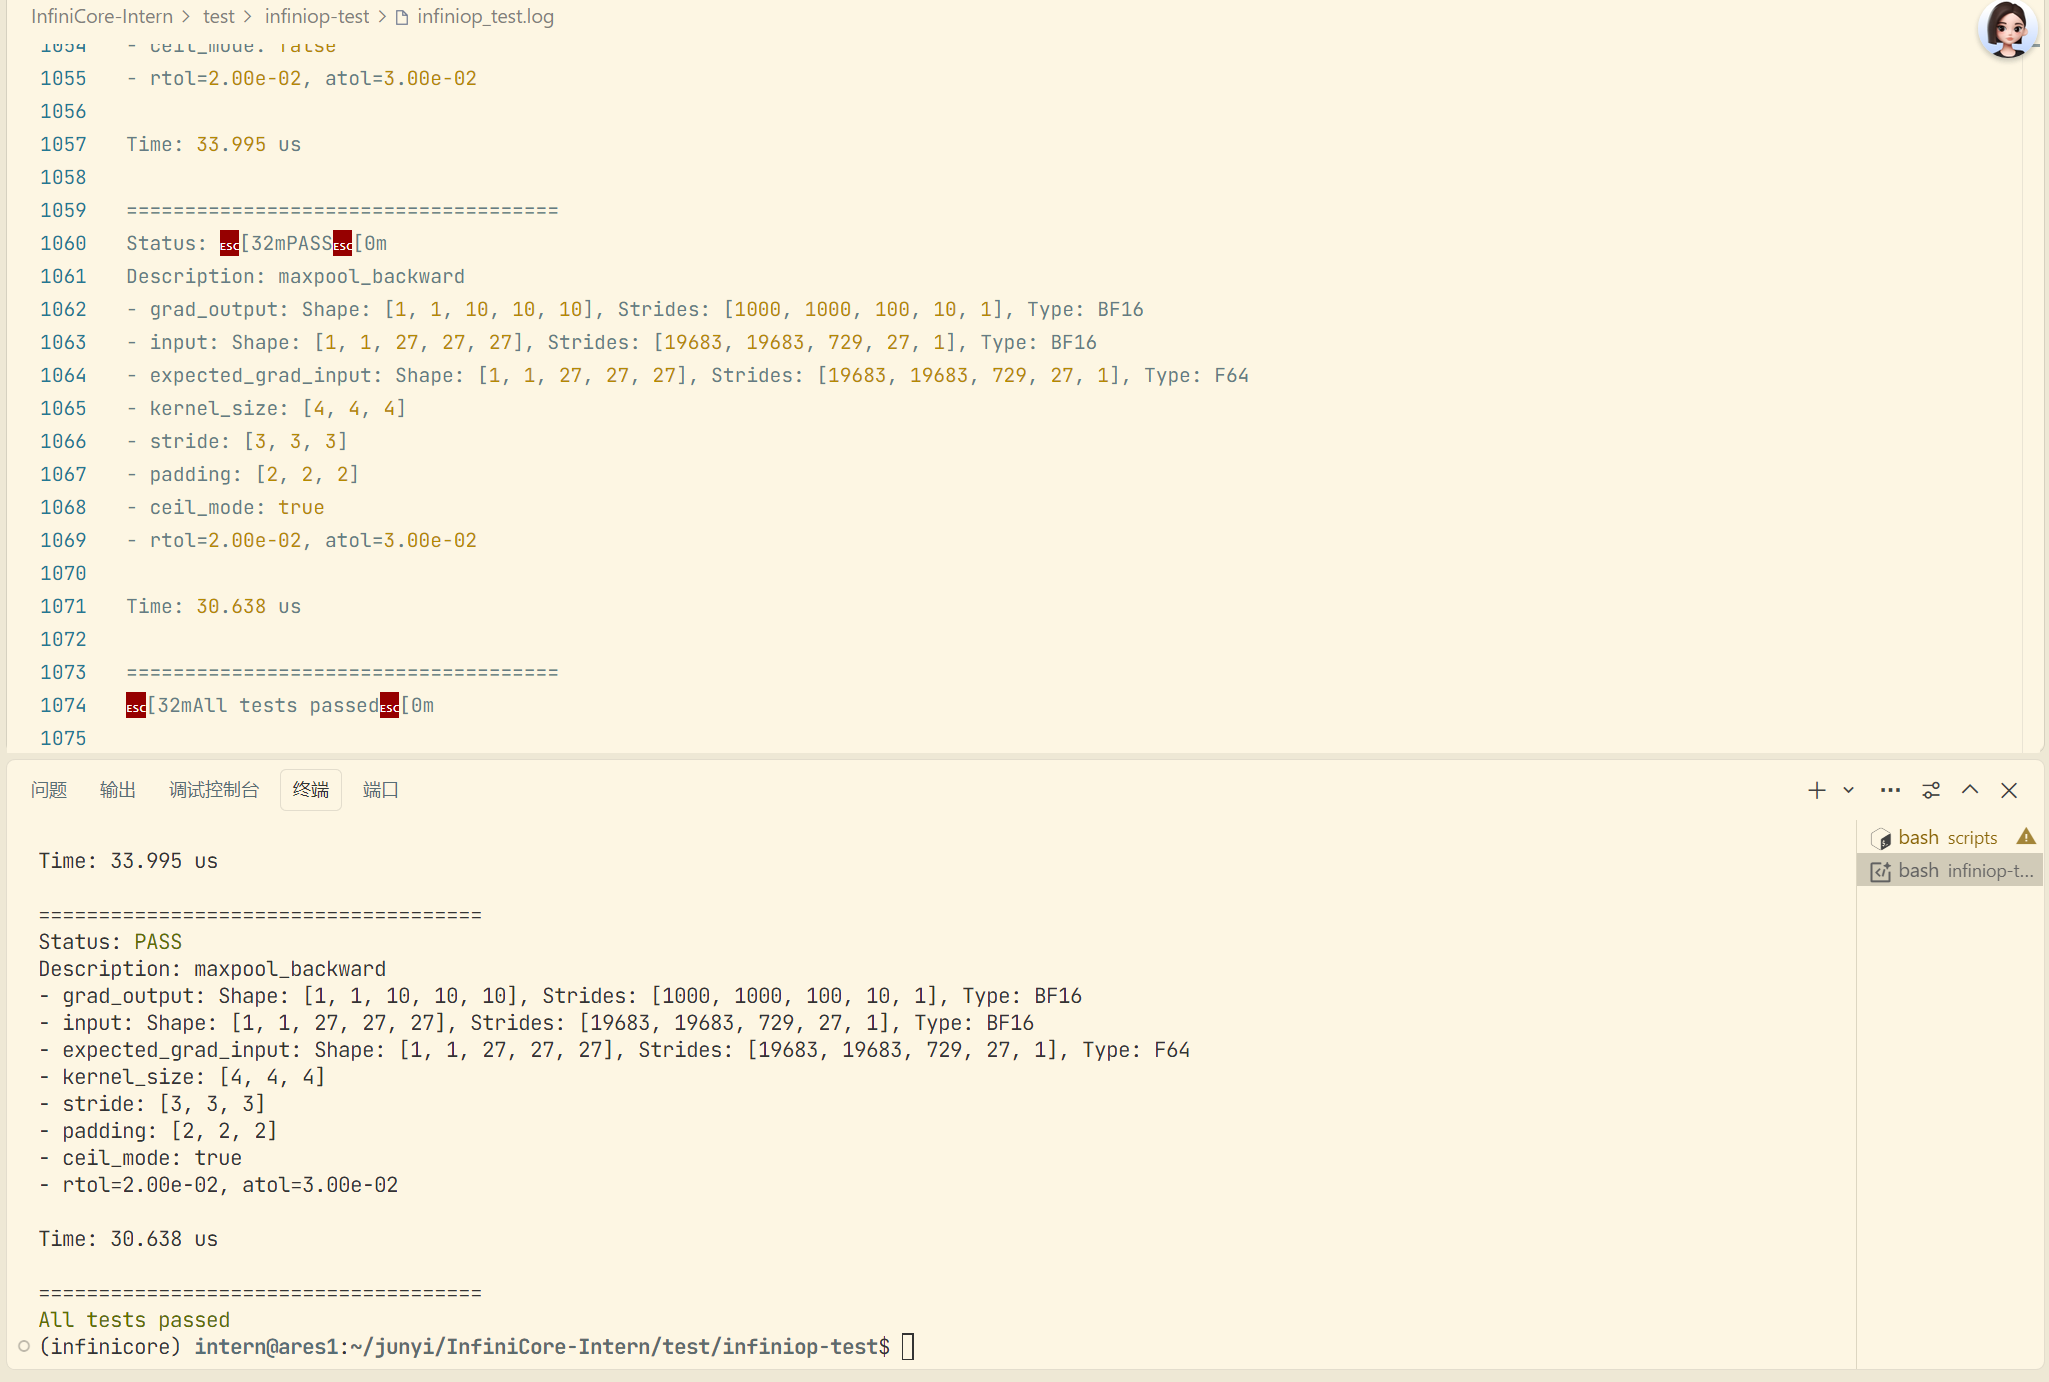 InfiniCore-Intern > test > infiniop-test > infiniop_test.log
1054 - ceil_mode: false
1055 - rtol=2.00e-02, atol=3.00e-02
1056
1057 Time: 33.995 us
1058
1059 =====================================
1060 Status: ESC[32mPASSESC[0m
1061 Description: maxpool_backward
1062 - grad_output: Shape: [1, 1, 10, 10, 10], Strides: [1000, 1000, 100, 10, 1], Type: BF16
1063 - input: Shape: [1, 1, 27, 27, 27], Strides: [19683, 19683, 729, 27, 1], Type: BF16
1064 - expected_grad_input: Shape: [1, 1, 27, 27, 27], Strides: [19683, 19683, 729, 27, 1], Type: F64
1065 - kernel_size: [4, 4, 4]
1066 - stride: [3, 3, 3]
1067 - padding: [2, 2, 2]
1068 - ceil_mode: true
1069 - rtol=2.00e-02, atol=3.00e-02
1070
1071 Time: 30.638 us
1072
1073 =====================================
1074 ESC[32mAll tests passedESC[0m
1075
问题 输出 调试控制台 终端 端口
bash scripts
bash infiniop-t...
Time: 33.995 us
=====================================
Status: PASS
Description: maxpool_backward
- grad_output: Shape: [1, 1, 10, 10, 10], Strides: [1000, 1000, 100, 10, 1], Type: BF16
- input: Shape: [1, 1, 27, 27, 27], Strides: [19683, 19683, 729, 27, 1], Type: BF16
- expected_grad_input: Shape: [1, 1, 27, 27, 27], Strides: [19683, 19683, 729, 27, 1], Type: F64
- kernel_size: [4, 4, 4]
- stride: [3, 3, 3]
- padding: [2, 2, 2]
- ceil_mode: true
- rtol=2.00e-02, atol=3.00e-02
Time: 30.638 us
=====================================
All tests passed
(infinicore) intern@ares1:~/junyi/InfiniCore-Intern/test/infiniop-test$